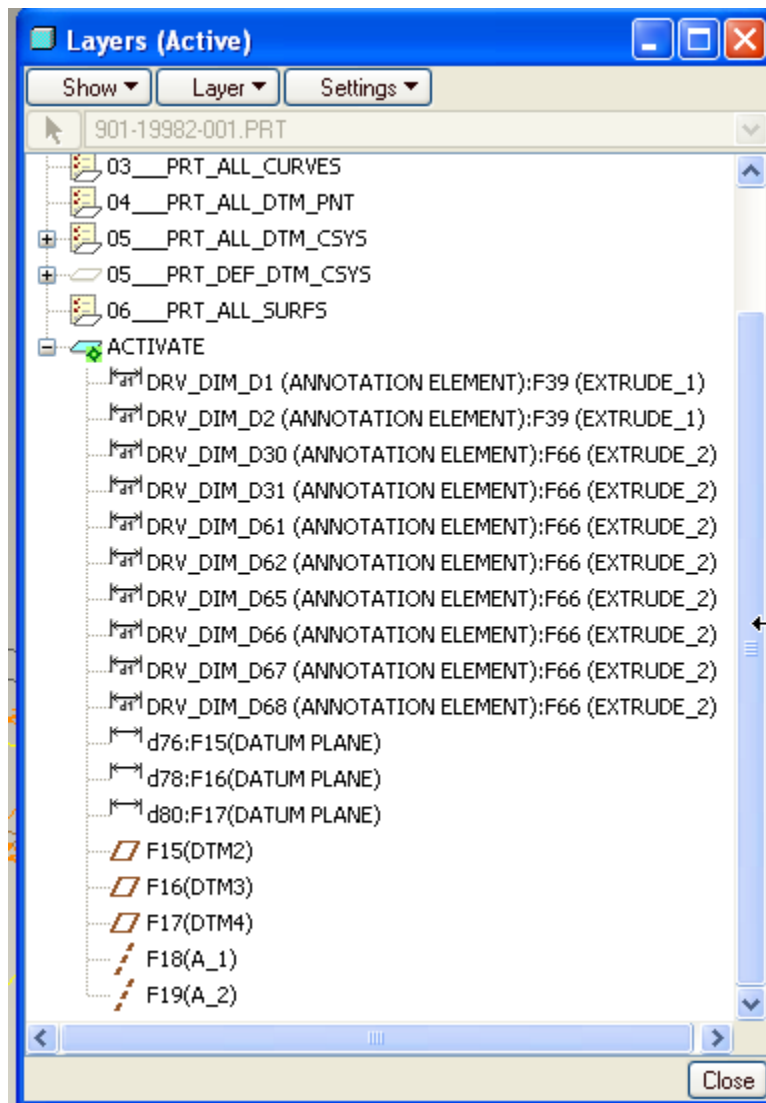 Layers (Active)
Show Layer Settings
901-19982-001.PRT
03___PRT_ALL_CURVES
04___PRT_ALL_DTM_PNT
05___PRT_ALL_DTM_CSYS
05___PRT_DEF_DTM_CSYS
06___PRT_ALL_SURFS
ACTIVATE
DRV_DIM_D1 (ANNOTATION ELEMENT):F39 (EXTRUDE_1)
DRV_DIM_D2 (ANNOTATION ELEMENT):F39 (EXTRUDE_1)
DRV_DIM_D30 (ANNOTATION ELEMENT):F66 (EXTRUDE_2)
DRV_DIM_D31 (ANNOTATION ELEMENT):F66 (EXTRUDE_2)
DRV_DIM_D61 (ANNOTATION ELEMENT):F66 (EXTRUDE_2)
DRV_DIM_D62 (ANNOTATION ELEMENT):F66 (EXTRUDE_2)
DRV_DIM_D65 (ANNOTATION ELEMENT):F66 (EXTRUDE_2)
DRV_DIM_D66 (ANNOTATION ELEMENT):F66 (EXTRUDE_2)
DRV_DIM_D67 (ANNOTATION ELEMENT):F66 (EXTRUDE_2)
DRV_DIM_D68 (ANNOTATION ELEMENT):F66 (EXTRUDE_2)
d76:F15(DATUM PLANE)
d78:F16(DATUM PLANE)
d80:F17(DATUM PLANE)
F15(DTM2)
F16(DTM3)
F17(DTM4)
F18(A_1)
F19(A_2)
Close